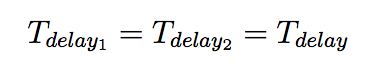 T_{delay_1} = T_{delay_2} = T_{delay}